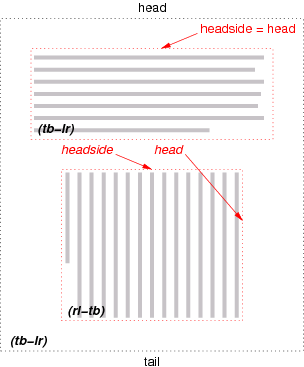 head
headside = head
(tb–lr)
headside head
(rl–tb)
(tb–lr)
tail